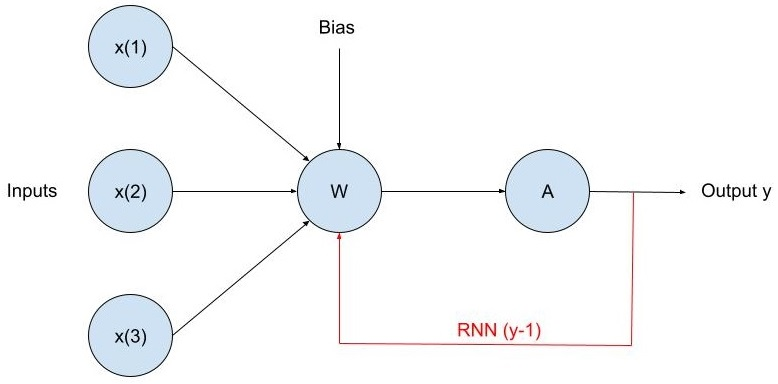 x(1)
Bias
Inputs
x(2)
W
A
Output y
RNN (y-1)
x(3)